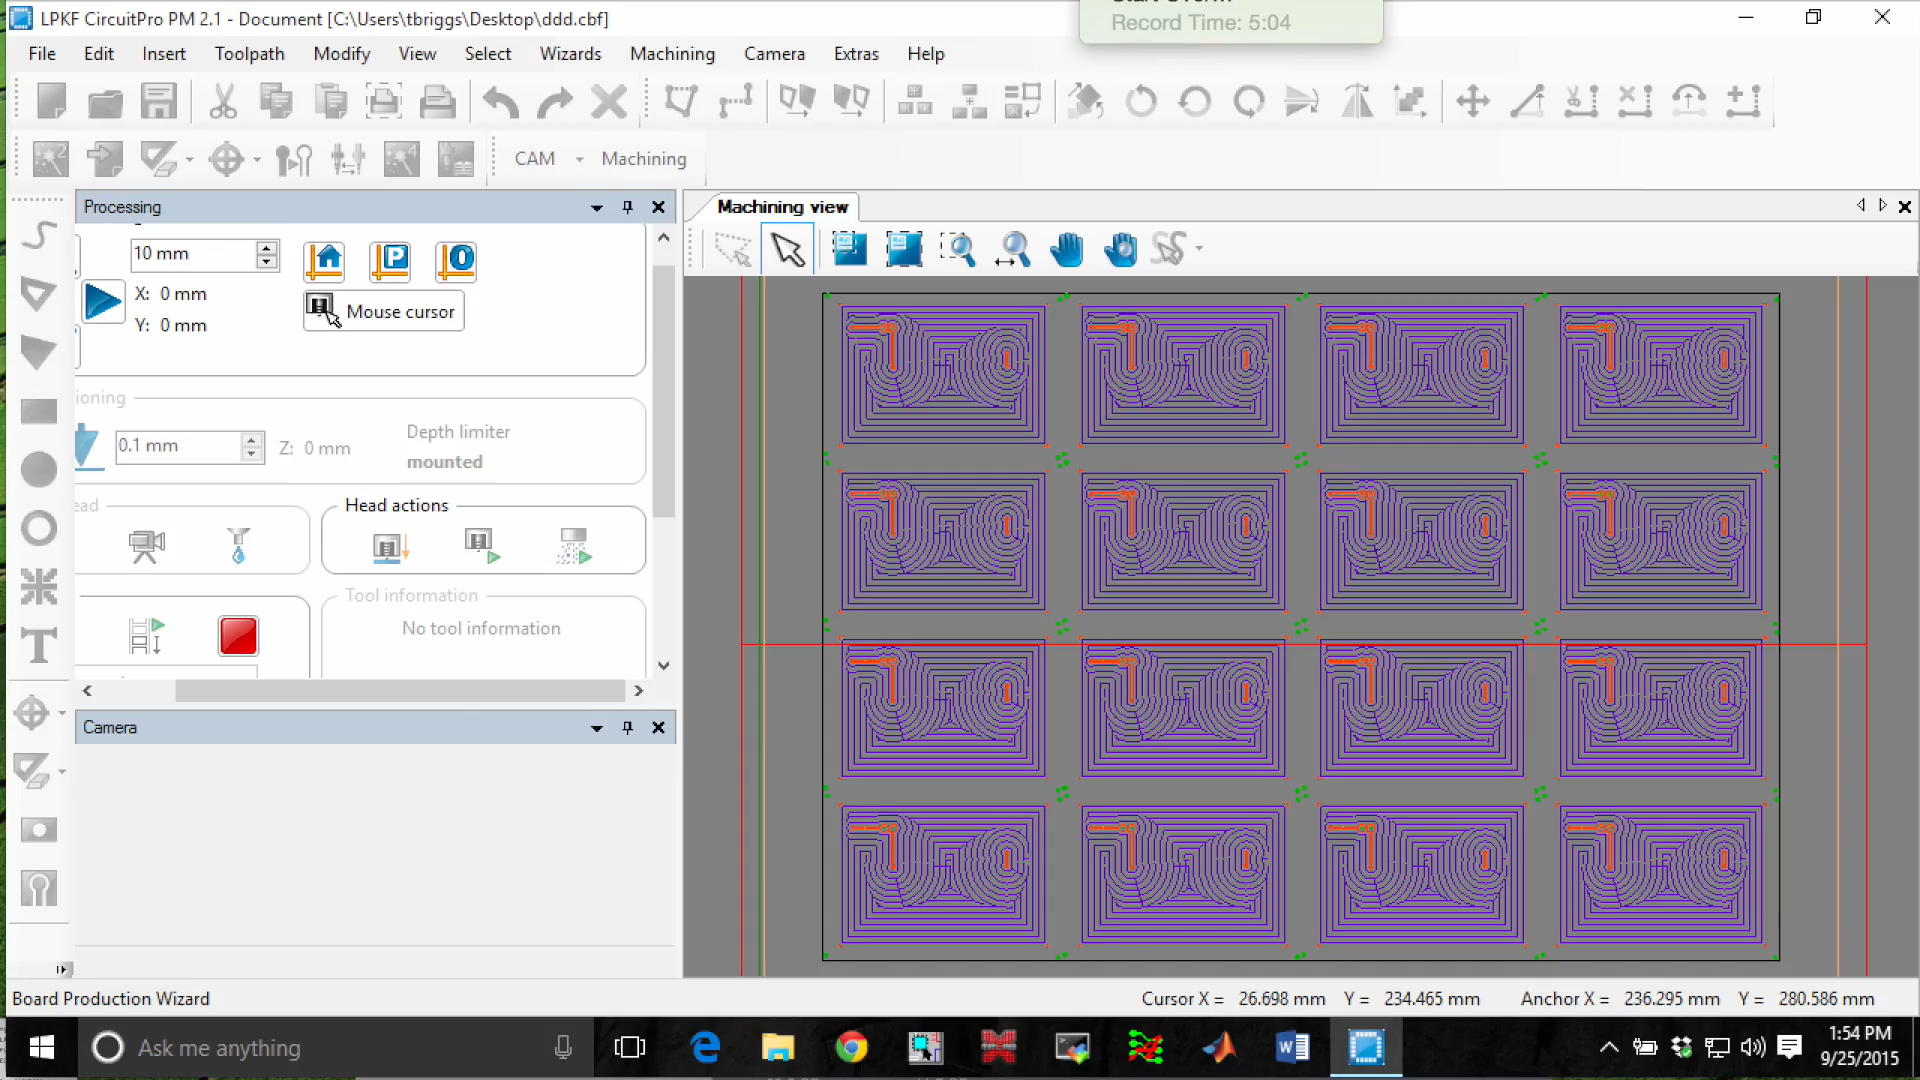 LPKF CircuitPro PM 2.1 - Document [C:\Users\tbriggs\Desktop\ddd.cbf]
Record Time: 5:04
File Edit Insert Toolpath Modify View Select Wizards Machining Camera Extras Help
CAM Machining
Processing
10 mm
X: 0 mm
Y: 0 mm
Mouse cursor
ioning
0.1 mm
Z: 0 mm
Depth limiter
mounted
ead
Head actions
Tool information
No tool information
Camera
Machining view
Board Production Wizard
Cursor X = 26.698 mm Y = 234.465 mm Anchor X = 236.295 mm Y = 280.586 mm
Ask me anything
1:54 PM
9/25/2015